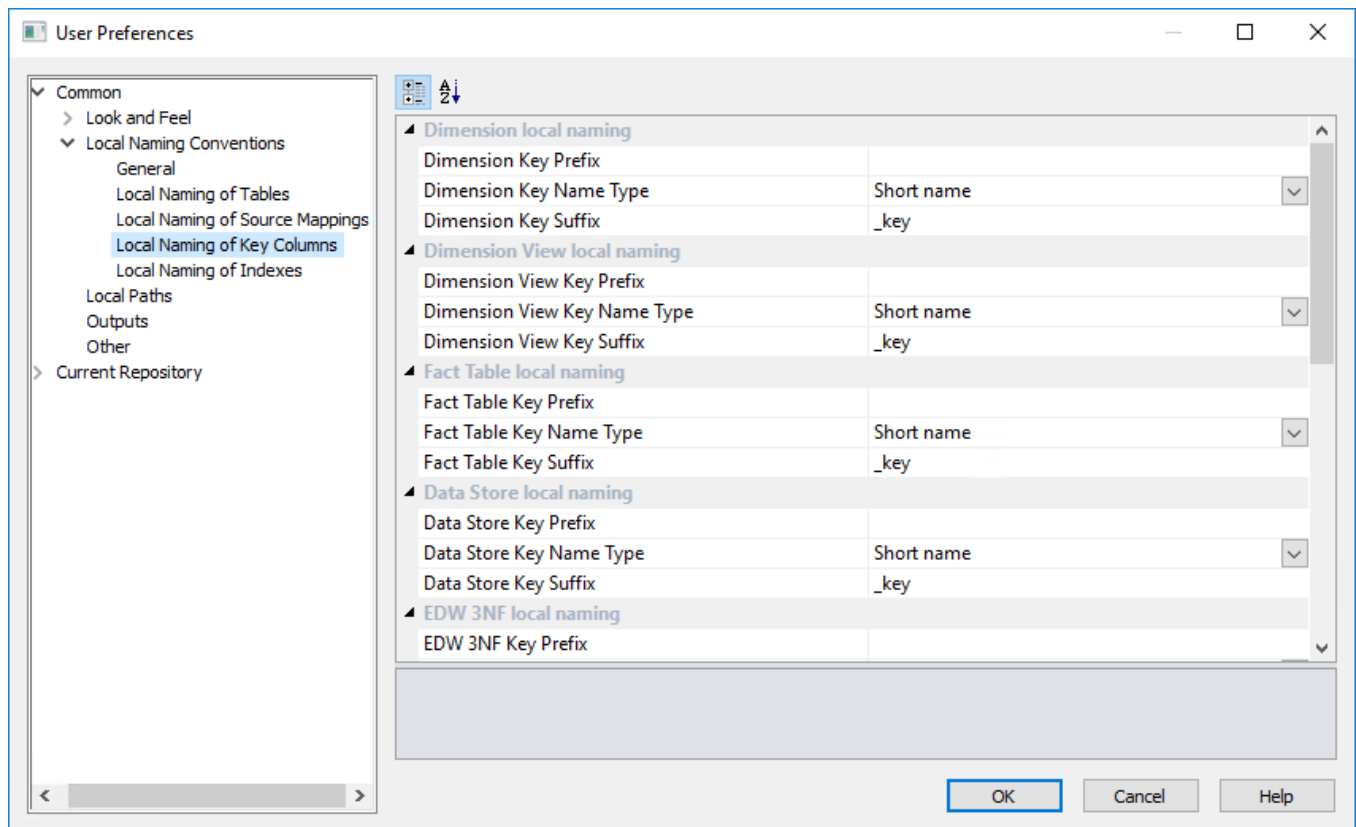 User Preferences
Common
Look and Feel
Local Naming Conventions
General
Local Naming of Tables
Local Naming of Source Mappings
Local Naming of Key Columns
Local Naming of Indexes
Local Paths
Outputs
Other
Current Repository
A
Z
Dimension local naming
Dimension Key Prefix
Dimension Key Name Type Short name
Dimension Key Suffix _key
Dimension View local naming
Dimension View Key Prefix
Dimension View Key Name Type Short name
Dimension View Key Suffix _key
Fact Table local naming
Fact Table Key Prefix
Fact Table Key Name Type Short name
Fact Table Key Suffix _key
Data Store local naming
Data Store Key Prefix
Data Store Key Name Type Short name
Data Store Key Suffix _key
EDW 3NF local naming
EDW 3NF Key Prefix
OK Cancel Help